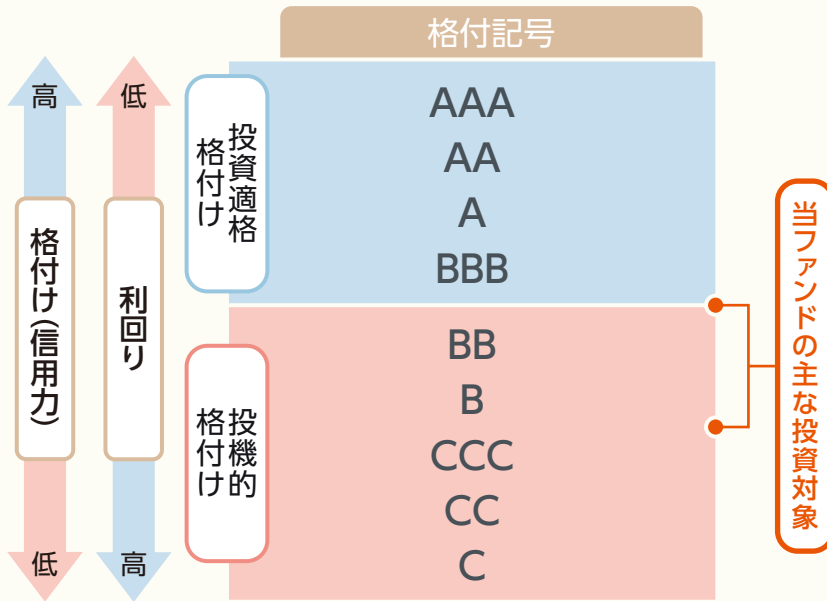 格付記号
高
低
格付け(信用力)
利回り
低
高
投資適格
格付け
投機的
格付け
AAA
AA
A
BBB
BB
B
CCC
CC
C
当ファンドの主な投資対象